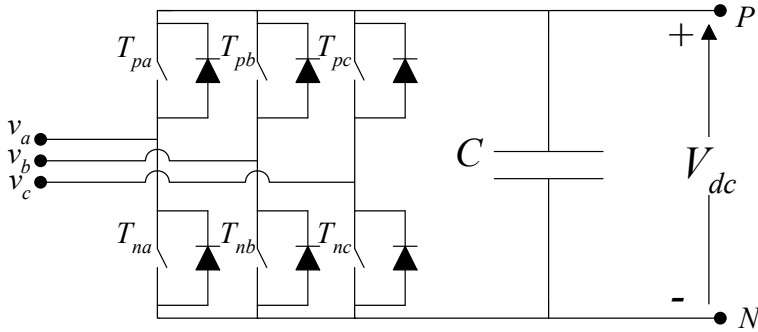 P
+
T_pa
T_pb
T_pc
v_a
v_b
v_c
C
V_dc
T_na
T_nb
T_nc
-
N